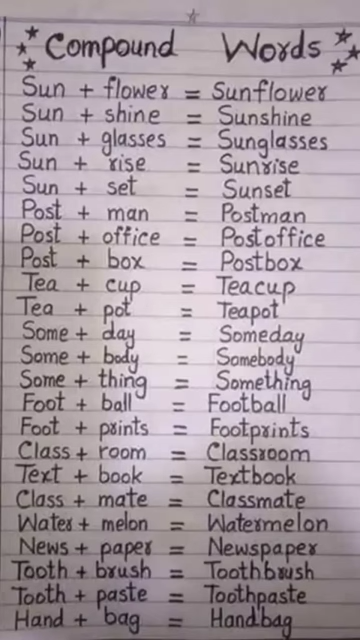 Compound Words
Sun + flower = Sunflower
Sun + shine = Sunshine
Sun + glasses = Sunglasses
Sun + rise = Sunrise
Sun + set = Sunset
Post + man = Postman
Post + office = Postoffice
Post + box = Postbox
Tea + cup = Teacup
Tea + pot = Teapot
Some + day = Someday
Some + body = Somebody
Some + thing = Something
Foot + ball = Football
Foot + prints = Footprints
Class + room = Classroom
Text + book = Textbook
Class + mate = Classmate
Water + melon = Watermelon
News + paper = Newspaper
Tooth + brush = Toothbrush
Tooth + paste = Toothpaste
Hand + bag = Handbag